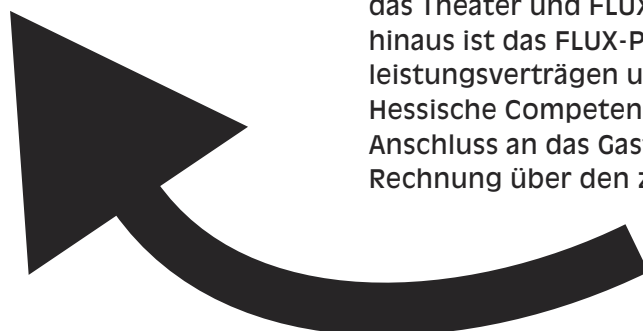 das Theater und FLUX
hinaus ist das FLUX-P
leistungsverträgen u
Hessische Competen
Anschluss an das Gas
Rechnung über den